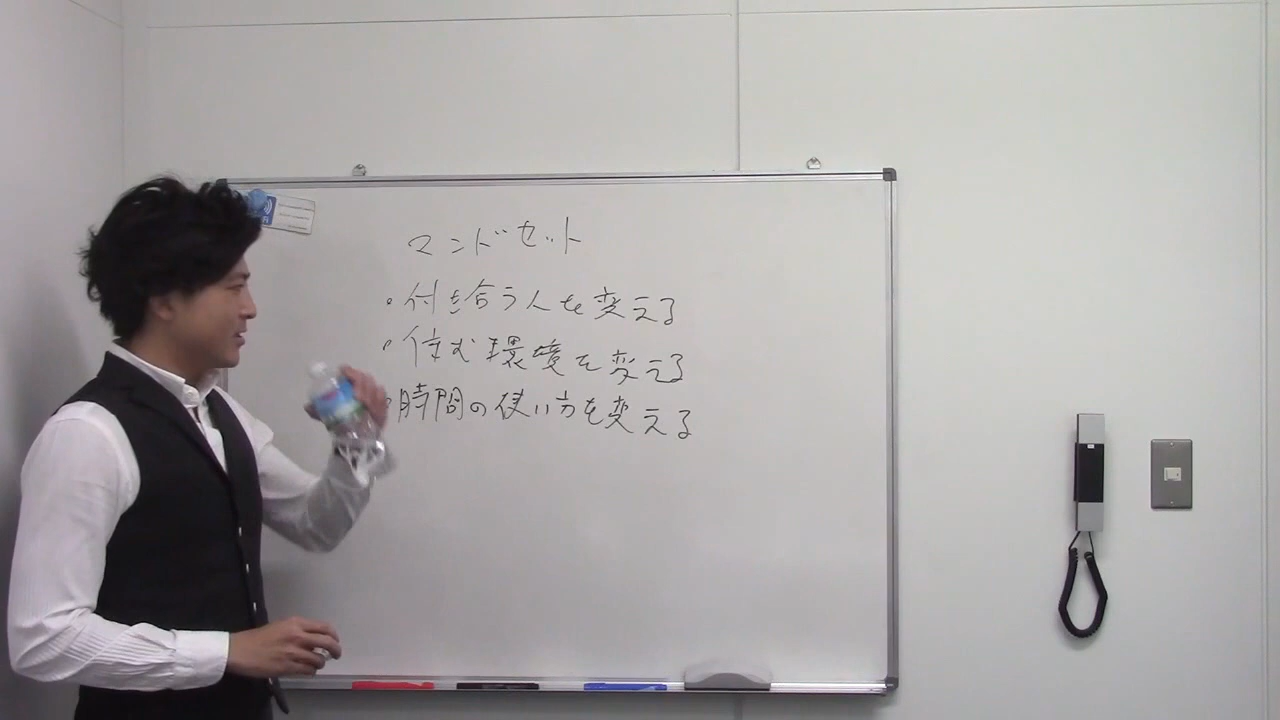 マンドセット
・付き合う人を変える
・住む環境を変える
・時間の使い方を変える